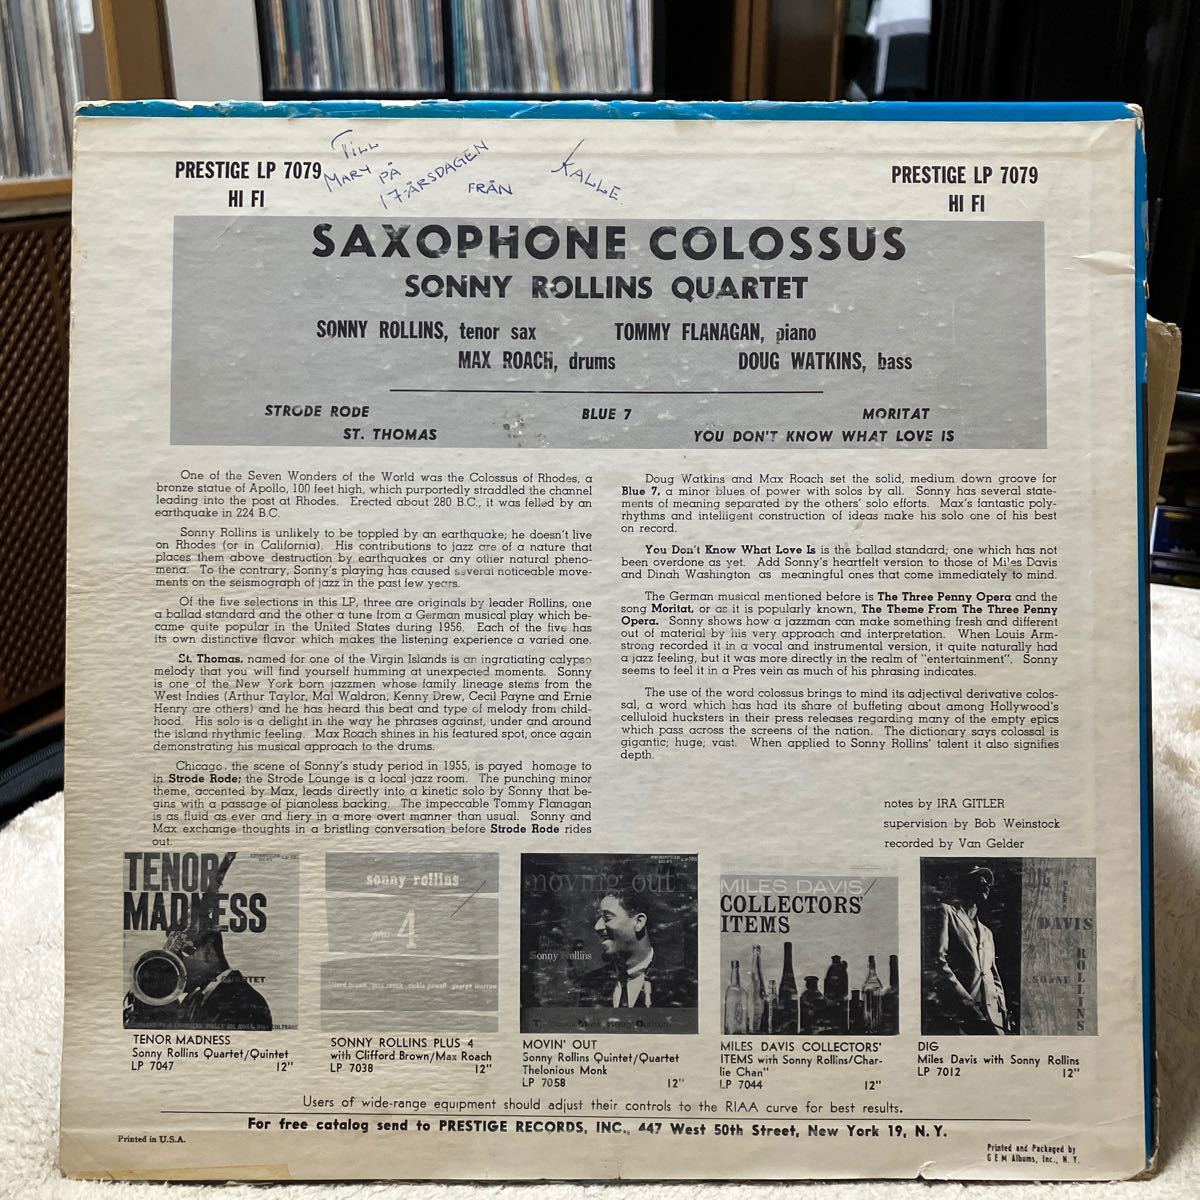 TILL
MARY PÅ
17-ÅRSDAGEN
FRÅN
KALLE
PRESTIGE LP 7079
HI FI
PRESTIGE LP 7079
HI FI
SAXOPHONE COLOSSUS
SONNY ROLLINS QUARTET
SONNY ROLLINS, tenor sax TOMMY FLANAGAN, piano
MAX ROACH, drums DOUG WATKINS, bass
STRODE RODE BLUE 7 MORITAT
ST. THOMAS YOU DON'T KNOW WHAT LOVE IS
One of the Seven Wonders of the World was the Colossus of Rhodes, a
bronze statue of Apollo, 100 feet high, which purportedly straddled the channel
leading into the post at Rhodes. Erected about 280 B.C., it was felled by an
earthquake in 224 B.C.
Sonny Rollins is unlikely to be toppled by an earthquake; he doesn't live
on Rhodes (or in California). His contributions to jazz are of a nature that
places them above destruction by earthquakes or any other natural pheno-
mena. To the contrary, Sonny's playing has caused several noticeable move-
ments on the seismograph of jazz in the past few years.
Of the five selections in this LP, three are originals by leader Rollins, one
a ballad standard and the other a tune from a German musical play which be-
came quite popular in the United States during 1956. Each of the five has
its own distinctive flavor which makes the listening experience a varied one.
St. Thomas, named for one of the Virgin Islands is an ingratiating calypso
melody that you will find yourself humming at unexpected moments. Sonny
is one of the New York born jazzmen whose family lineage stems from the
West Indies (Arthur Taylor, Mal Waldron, Kenny Drew, Cecil Payne and Ernie
Henry are others) and he has heard this beat and type of melody from child-
hood. His solo is a delight in the way he phrases against, under and around
the island rhythmic feeling. Max Roach shines in his featured spot, once again
demonstrating his musical approach to the drums.
Chicago, the scene of Sonny's study period in 1955, is payed homage to
in Strode Rode; the Strode Lounge is a local jazz room. The punching minor
theme, accented by Max, leads directly into a kinetic solo by Sonny that be-
gins with a passage of pianoless backing. The impeccable Tommy Flanagan
is as fluid as ever and fiery in a more overt manner than usual. Sonny and
Max exchange thoughts in a bristling conversation before Strode Rode rides
out.
Doug Watkins and Max Roach set the solid, medium down groove for
Blue 7, a minor blues of power with solos by all. Sonny has several state-
ments of meaning separated by the others' solo efforts. Max's fantastic poly-
rhythms and intelligent construction of ideas make his solo one of his best
on record.
You Don't Know What Love Is is the ballad standard; one which has not
been overdone as yet. Add Sonny's heartfelt version to those of Miles Davis
and Dinah Washington as meaningful ones that come immediately to mind.
The German musical mentioned before is The Three Penny Opera and the
song Moritat, or as it is popularly known, The Theme From The Three Penny
Opera. Sonny shows how a jazzman can make something fresh and different
out of material by his very approach and interpretation. When Louis Arm-
strong recorded it in a vocal and instrumental version, it quite naturally had
a jazz feeling, but it was more directly in the realm of "entertainment". Sonny
seems to feel it in a Pres vein as much of his phrasing indicates.
The use of the word colossus brings to mind its adjectival derivative colos-
sal, a word which has had its share of buffeting about among Hollywood's
celluloid hucksters in their press releases regarding many of the empty epics
which pass across the screens of the nation. The dictionary says colossal is
gigantic; huge; vast. When applied to Sonny Rollins' talent it also signifies
depth.
notes by IRA GITLER
supervision by Bob Weinstock
recorded by Van Gelder
TENOR
MADNESS
sonny rollins
4
moving out
Sonny Rollins
MILES DAVIS
COLLECTORS'
ITEMS
DIG
DAVIS
SONNY
ROLLINS
TENOR MADNESS
Sonny Rollins Quartet/Quintet
LP 7047 12"
SONNY ROLLINS PLUS 4
with Clifford Brown/Max Roach
LP 7038 12"
MOVIN' OUT
Sonny Rollins Quintet/Quartet
Thelonious Monk
LP 7058 12"
MILES DAVIS COLLECTORS'
ITEMS with Sonny Rollins/Char-
lie Chan"
LP 7044 12"
DIG
Miles Davis with Sonny Rollins
LP 7012 12"
Users of wide-range equipment should adjust their controls to the RIAA curve for best results.
For free catalog send to PRESTIGE RECORDS, INC., 447 West 50th Street, New York 19, N. Y.
Printed in U.S.A.
Printed and Packaged by
G E M Albums, Inc., N. Y.